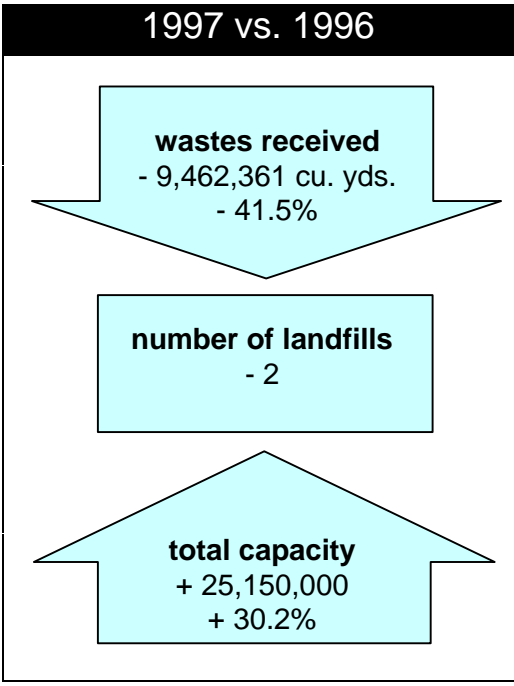 1997 vs. 1996
wastes received
- 9,462,361 cu. yds.
- 41.5%
number of landfills
- 2
total capacity
+ 25,150,000
+ 30.2%